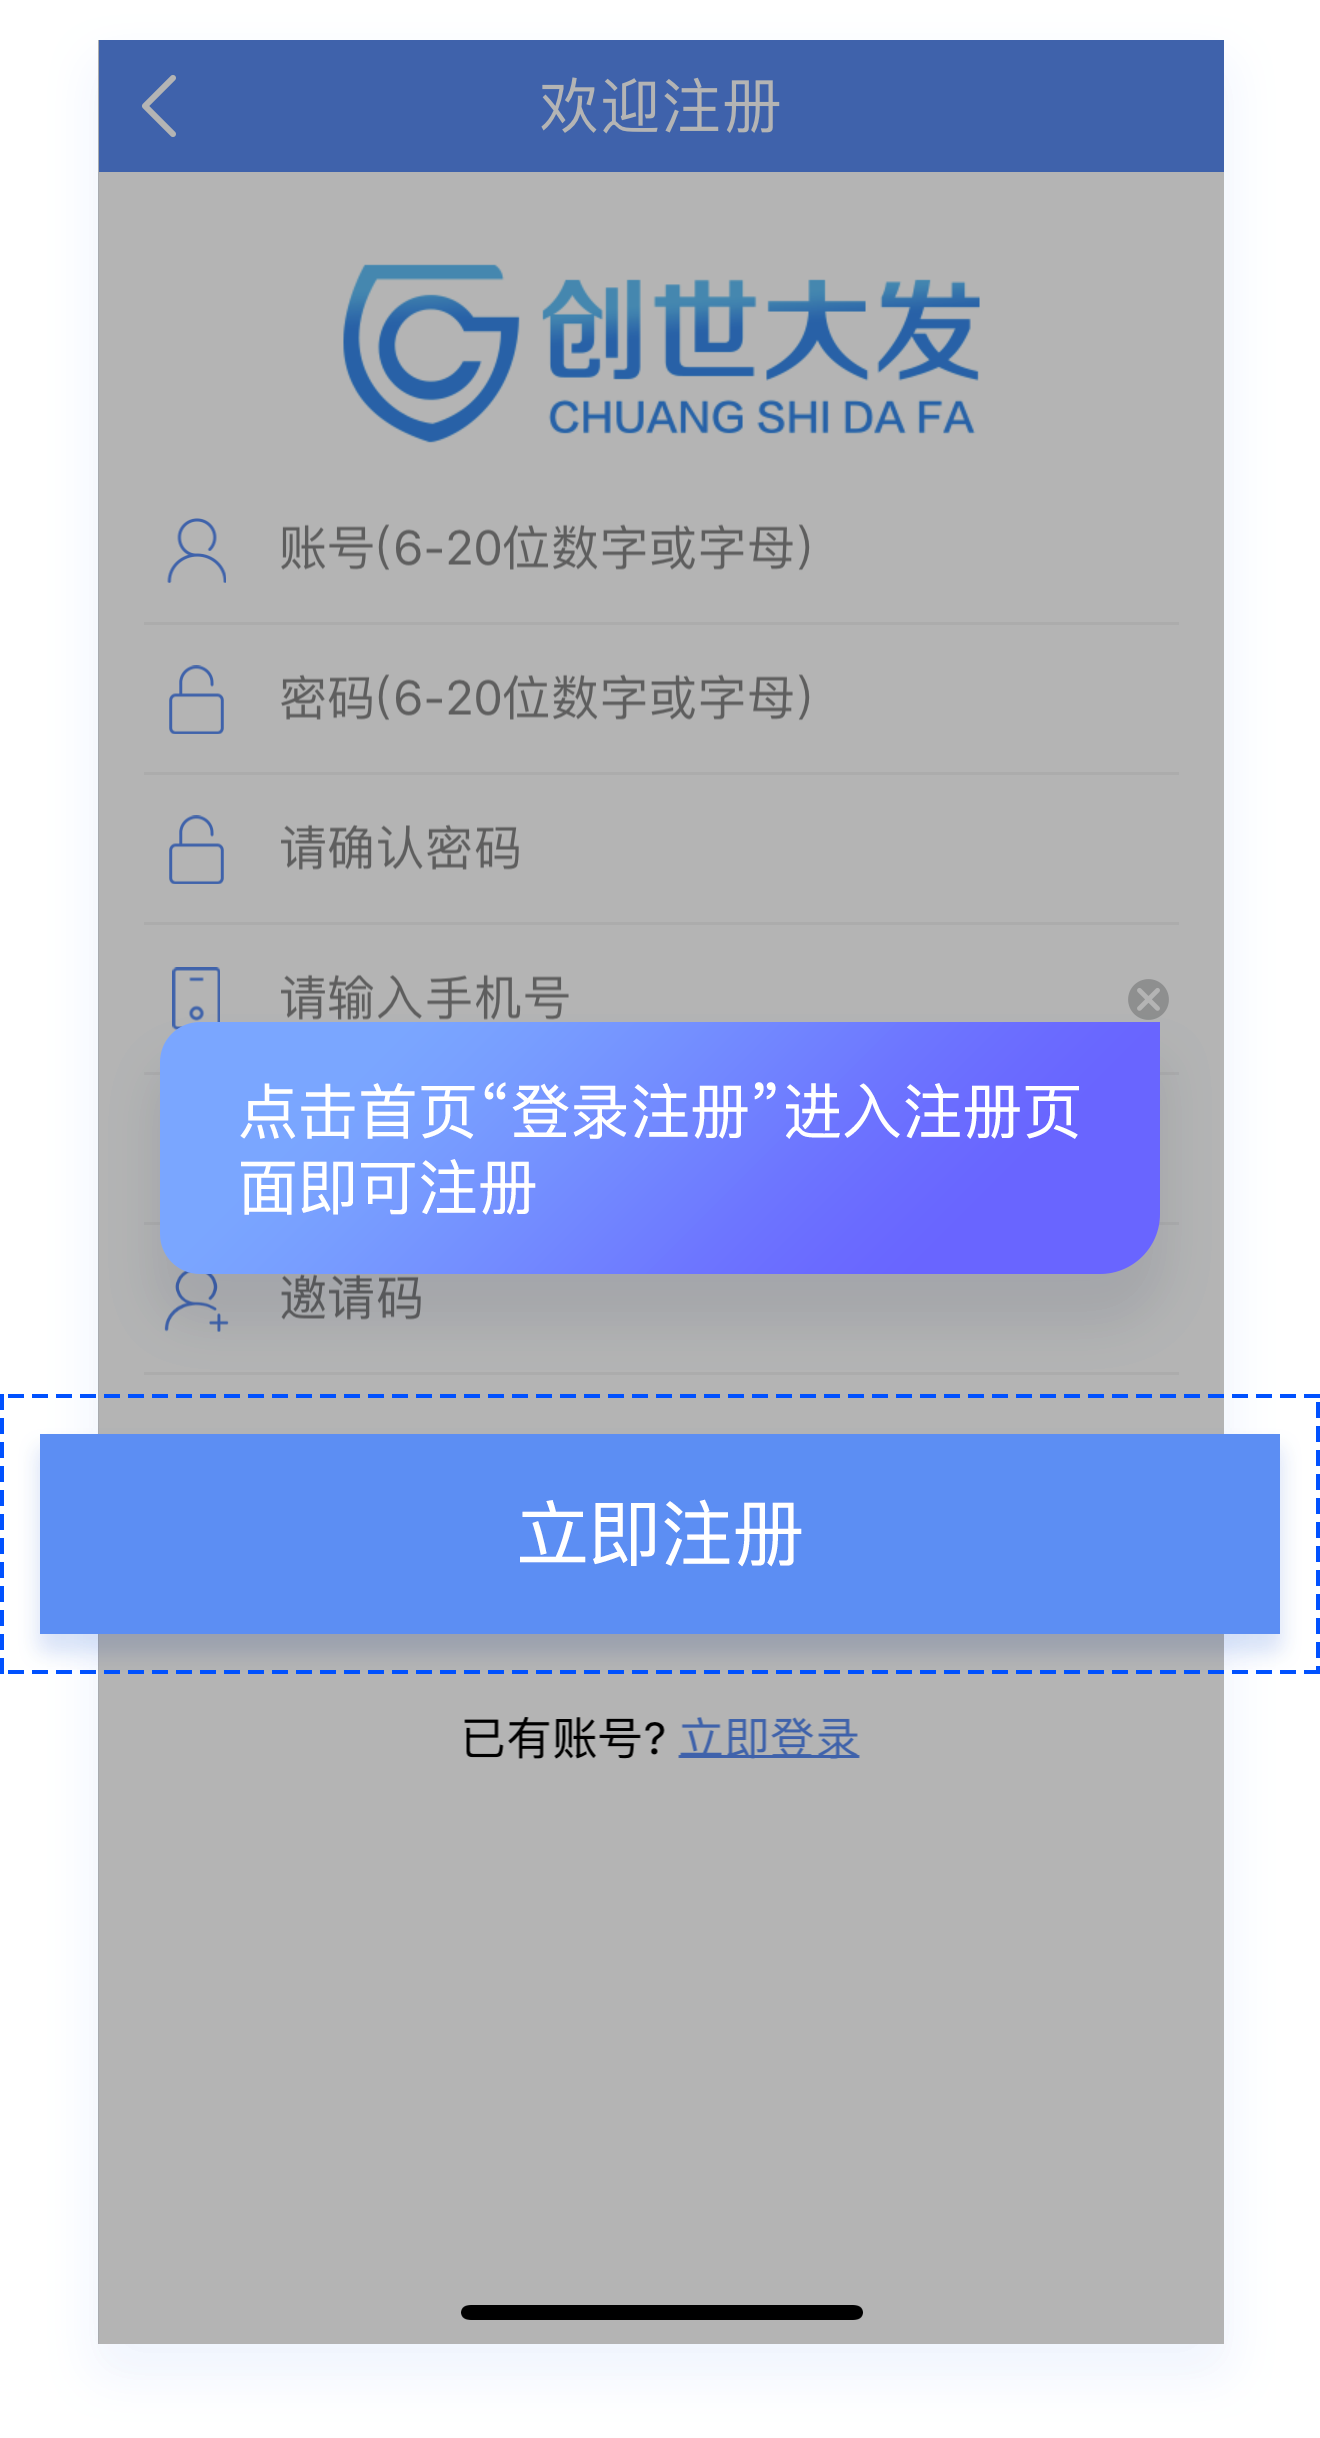 欢迎注册
创世大发
CHUANG SHI DA FA
账号(6-20位数字或字母)
密码(6-20位数字或字母)
请确认密码
请输入手机号
点击首页“登录注册”进入注册页
面即可注册
邀请码
立即注册
已有账号? 立即登录